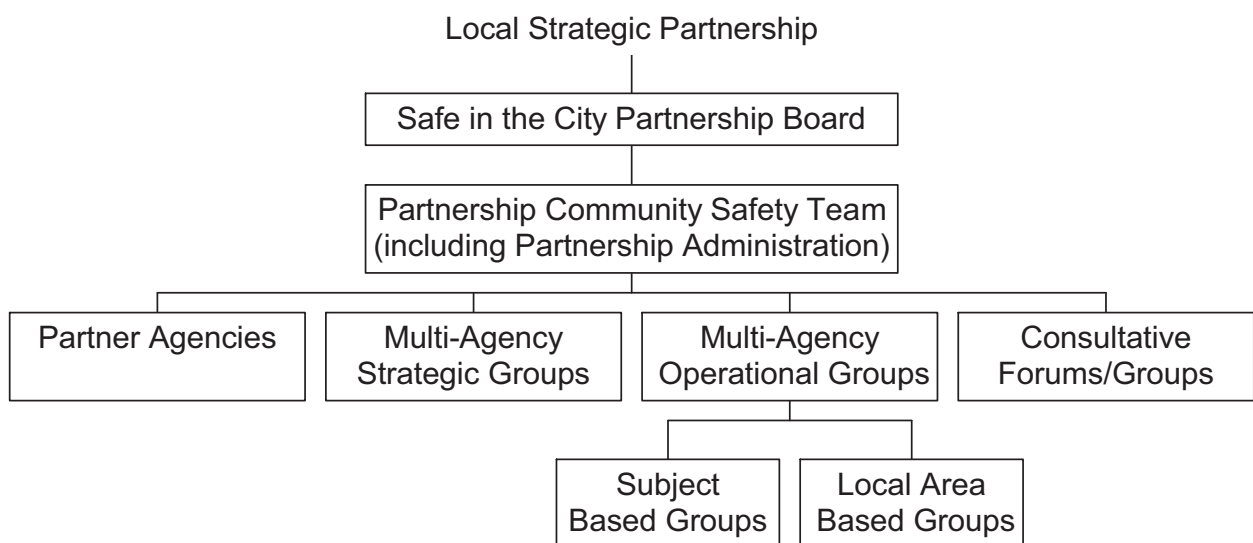 Local Strategic Partnership
Safe in the City Partnership Board
Partnership Community Safety Team
(including Partnership Administration)
Partner Agencies
Multi-Agency
Strategic Groups
Multi-Agency
Operational Groups
Consultative
Forums/Groups
Subject
Based Groups
Local Area
Based Groups